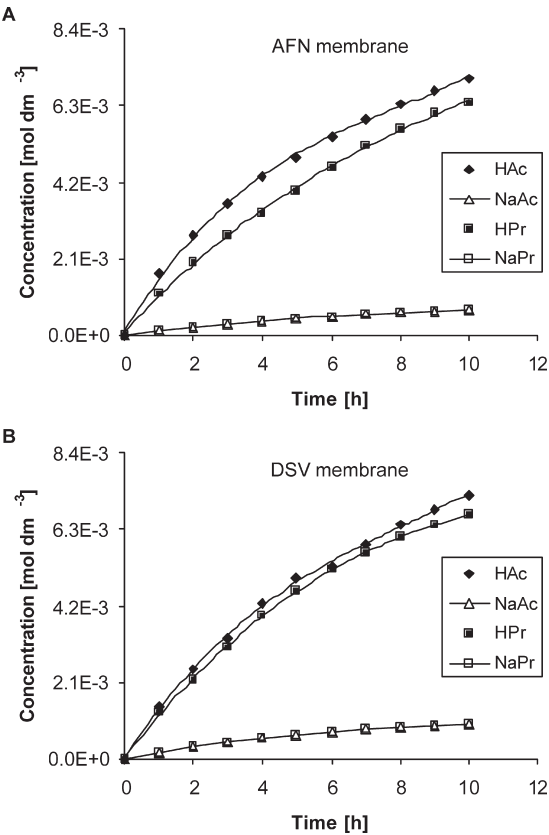 A
8.4E-3
AFN membrane
6.3E-3
4.2E-3
2.1E-3
0.0E+0
Concentration [mol dm -3]
HAc
NaAc
HPr
NaPr
0 2 4 6 8 10
Time [h]
B
8.4E-3
DSV membrane
6.3E-3
4.2E-3
2.1E-3
0.0E+0
Concentration [mol dm -3]
HAc
NaAc
HPr
NaPr
0 2 4 6 8 10
Time [h]